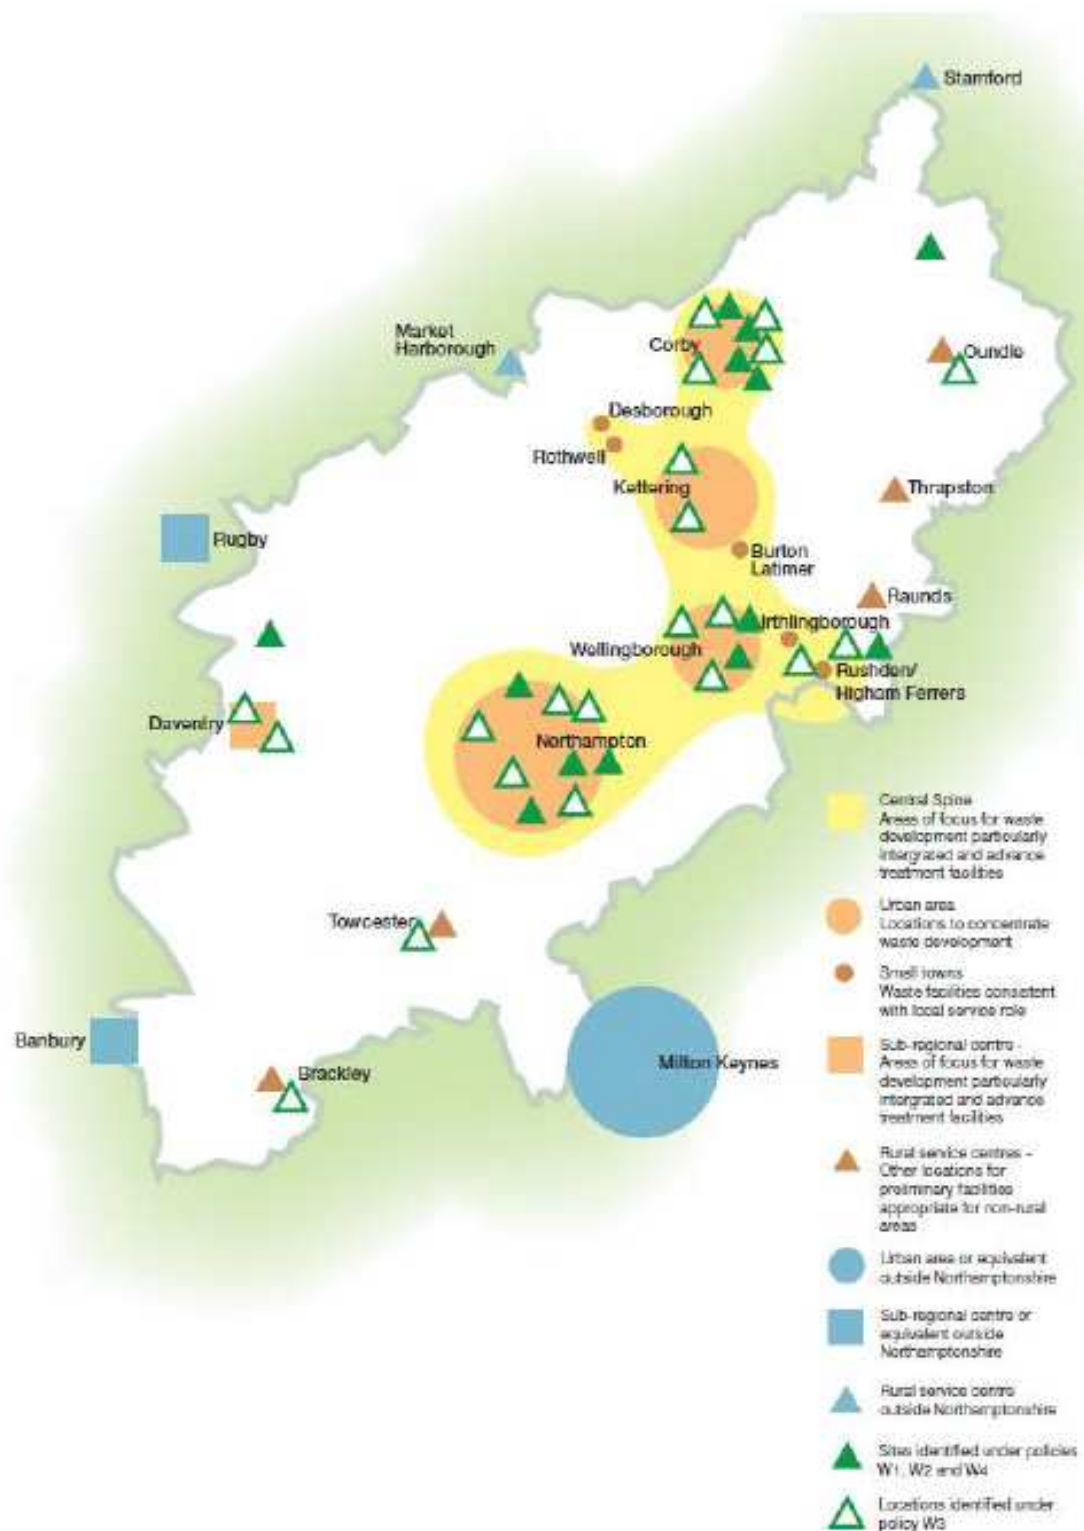 Stamford
Market
Harborough
Corby
Oundle
Desborough
Rothwell
Kettering
Thrapston
Rugby
Burton
Latimer
Raunds
Irthlingborough
Wellingborough
Rushden/
Higham Ferrers
Daventry
Northampton
Towcester
Banbury
Milton Keynes
Brackley
Central Spine
Areas of focus for waste
development particularly
intergrated and advance
treatment facilities
Urban area
Locations to concentrate
waste development
Small towns
Waste facilities consistent
with local service role
Sub-regional centre -
Areas of focus for waste
development particularly
intergrated and advance
treatment facilities
Rural service centres -
Other locations for
preliminary facilities
appropriate for non-rural
areas
Urban area or equivalent
outside Northamptonshire
Sub-regional centre or
equivalent outside
Northamptonshire
Rural service centre
outside Northamptonshire
Sites identified under policies
W1, W2 and W4
Locations identified under
policy W3